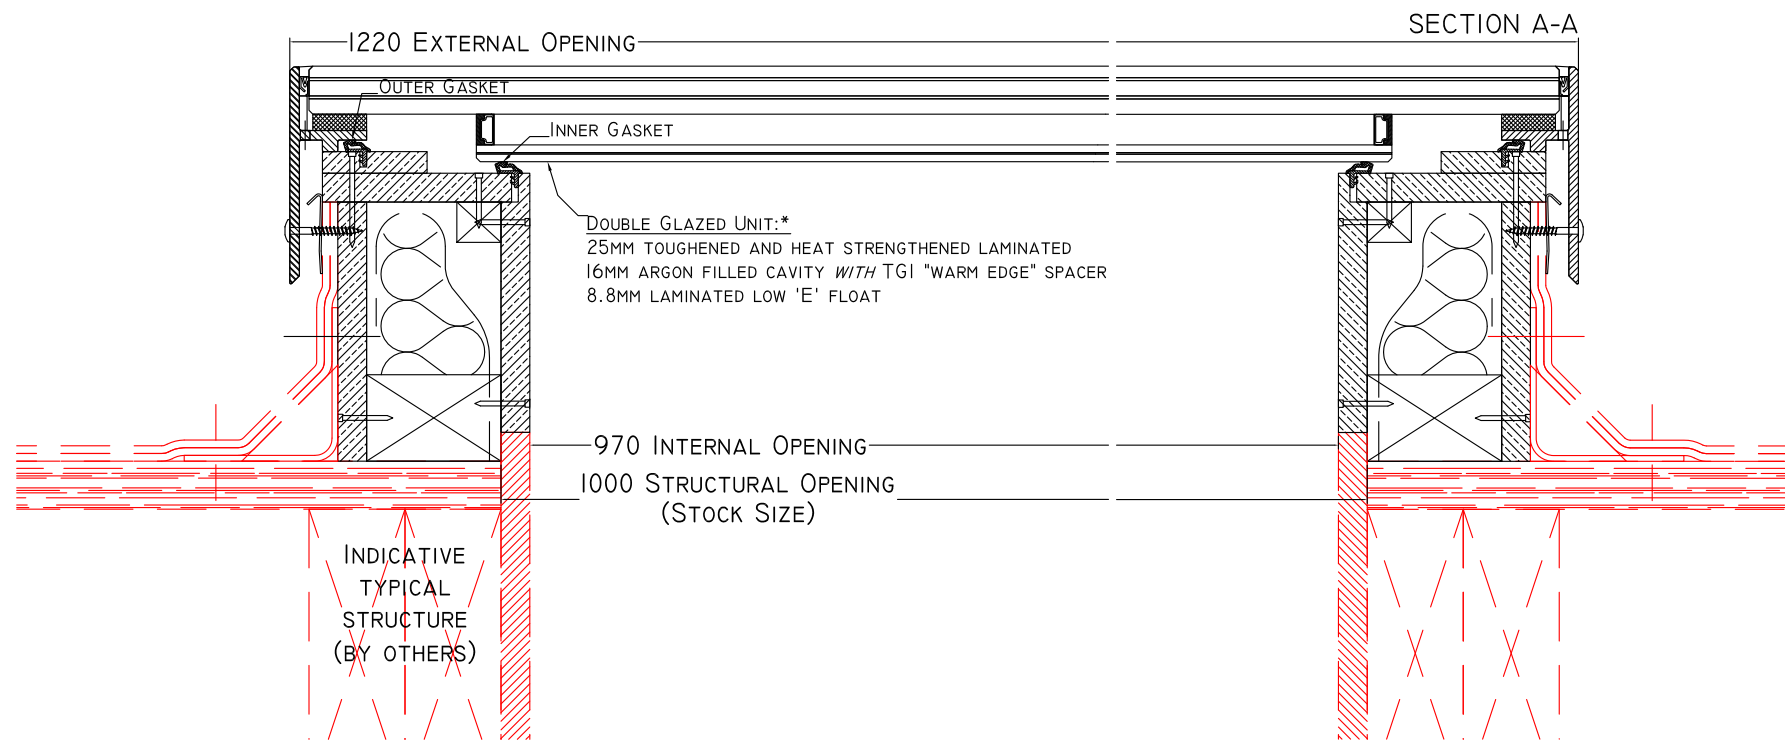 SECTION A-A
1220 EXTERNAL OPENING
OUTER GASKET
INNER GASKET
DOUBLE GLAZED UNIT:*
25MM TOUGHENED AND HEAT STRENGTHENED LAMINATED
16MM ARGON FILLED CAVITY WITH TGI "WARM EDGE" SPACER
8.8MM LAMINATED LOW 'E' FLOAT
970 INTERNAL OPENING
1000 STRUCTURAL OPENING
(STOCK SIZE)
INDICATIVE
TYPICAL
STRUCTURE
(BY OTHERS)